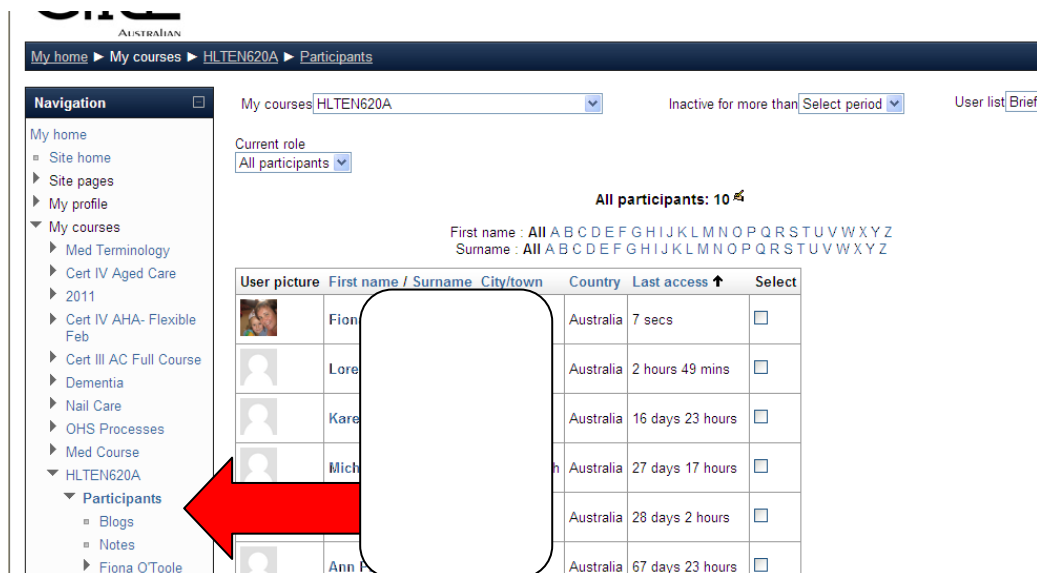 AUSTRALIAN
My home ► My courses ► HLTEN620A ► Participants
Navigation
My home
Site home
Site pages
My profile
My courses
Med Terminology
Cert IV Aged Care
2011
Cert IV AHA- Flexible
Feb
Cert III AC Full Course
Dementia
Nail Care
OHS Processes
Med Course
HLTEN620A
Participants
Blogs
Notes
Fiona O'Toole
My courses HLTEN620A Inactive for more than Select period User list Brief
Current role
All participants
All participants: 10
First name : All A B C D E F G H I J K L M N O P Q R S T U V W X Y Z
Surname : All A B C D E F G H I J K L M N O P Q R S T U V W X Y Z
User picture First name / Surname City/town Country Last access ↑ Select
Fion Australia 7 secs
Lore Australia 2 hours 49 mins
Kare Australia 16 days 23 hours
Mich h Australia 27 days 17 hours
Australia 28 days 2 hours
Ann Australia 67 days 23 hours